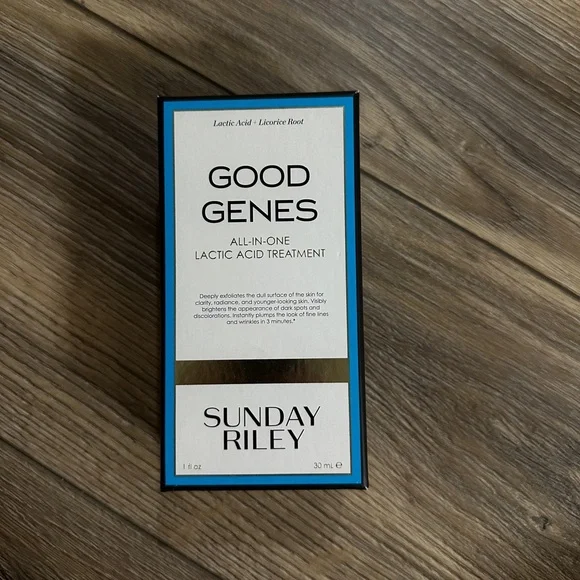 Lactic Acid + Licorice Root
GOOD
GENES
ALL-IN-ONE
LACTIC ACID TREATMENT
Deeply exfoliates the dull surface of the skin for
clarity, radiance, and younger-looking skin. Visibly
brightens the appearance of dark spots and
discolorations. Instantly plumps the look of fine lines
and wrinkles in 3 minutes.*
SUNDAY
RILEY
1 fl oz 30 mL ℮